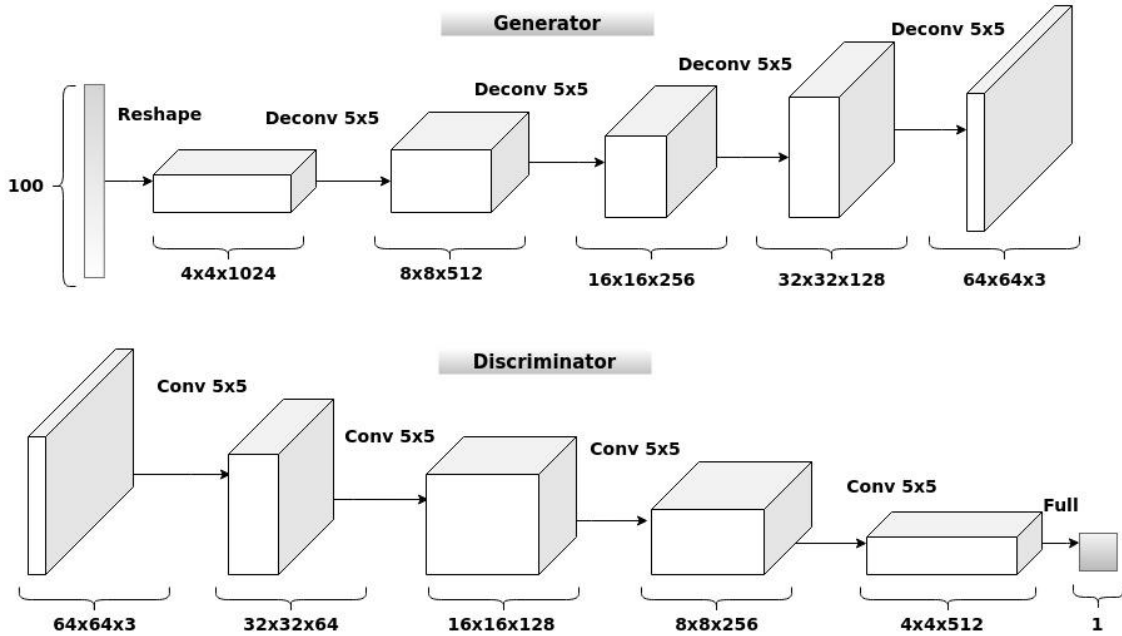 Generator
Deconv 5x5
Deconv 5x5
Deconv 5x5
Reshape
Deconv 5x5
100
4x4x1024
8x8x512
16x16x256
32x32x128
64x64x3
Discriminator
Conv 5x5
Conv 5x5
Conv 5x5
Conv 5x5
Full
64x64x3
32x32x64
16x16x128
8x8x256
4x4x512
1